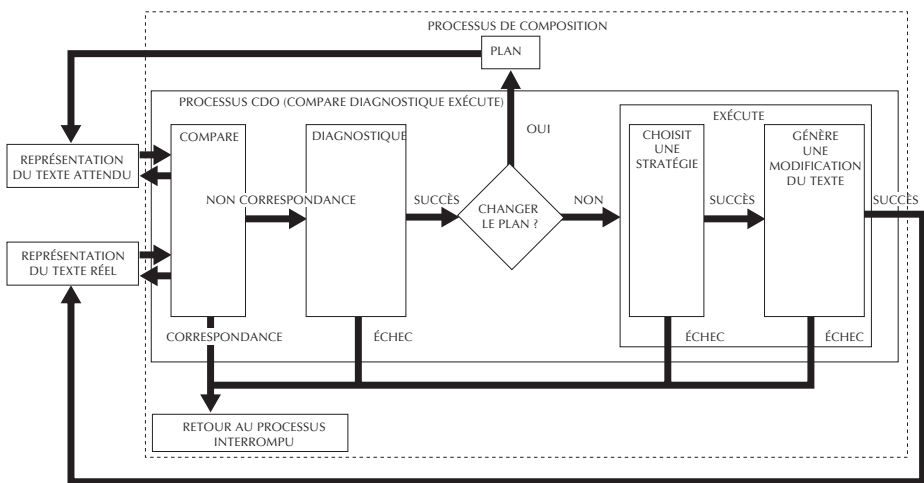 PROCESSUS DE COMPOSITION
PLAN
PROCESSUS CDO (COMPARE DIAGNOSTIQUE EXÉCUTE)
EXÉCUTE
COMPARE
DIAGNOSTIQUE
OUI
CHOISIT
UNE
STRATÉGIE
GÉNÈRE
UNE
MODIFICATION
DU TEXTE
REPRÉSENTATION
DU TEXTE ATTENDU
NON CORRESPONDANCE
SUCCÈS
CHANGER
LE PLAN ?
NON
SUCCÈS
SUCCÈS
REPRÉSENTATION
DU TEXTE RÉEL
CORRESPONDANCE
ÉCHEC
ÉCHEC
ÉCHEC
RETOUR AU PROCESSUS
INTERROMPU